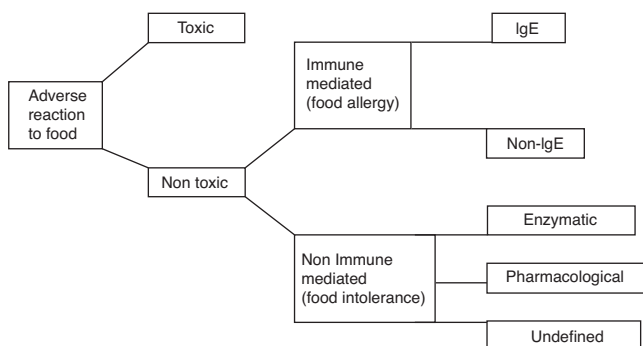 Adverse
reaction
to food
Toxic
Non toxic
Immune
mediated
(food allergy)
IgE
Non-IgE
Non Immune
mediated
(food intolerance)
Enzymatic
Pharmacological
Undefined